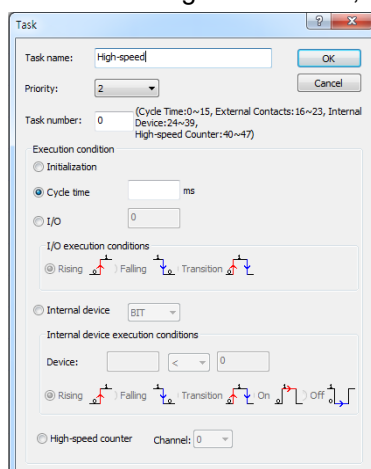 Task
Task name: High-speed OK
Priority: 2 Cancel
Task number: 0 (Cycle Time:0~15, External Contacts:16~23, Internal
Device:24~39,
High-speed Counter:40~47)
Execution condition
Initialization
Cycle time ms
I/O 0
I/O execution conditions
Rising Falling Transition
Internal device BIT
Internal device execution conditions
Device: < 0
Rising Falling Transition On Off
High-speed counter Channel: 0